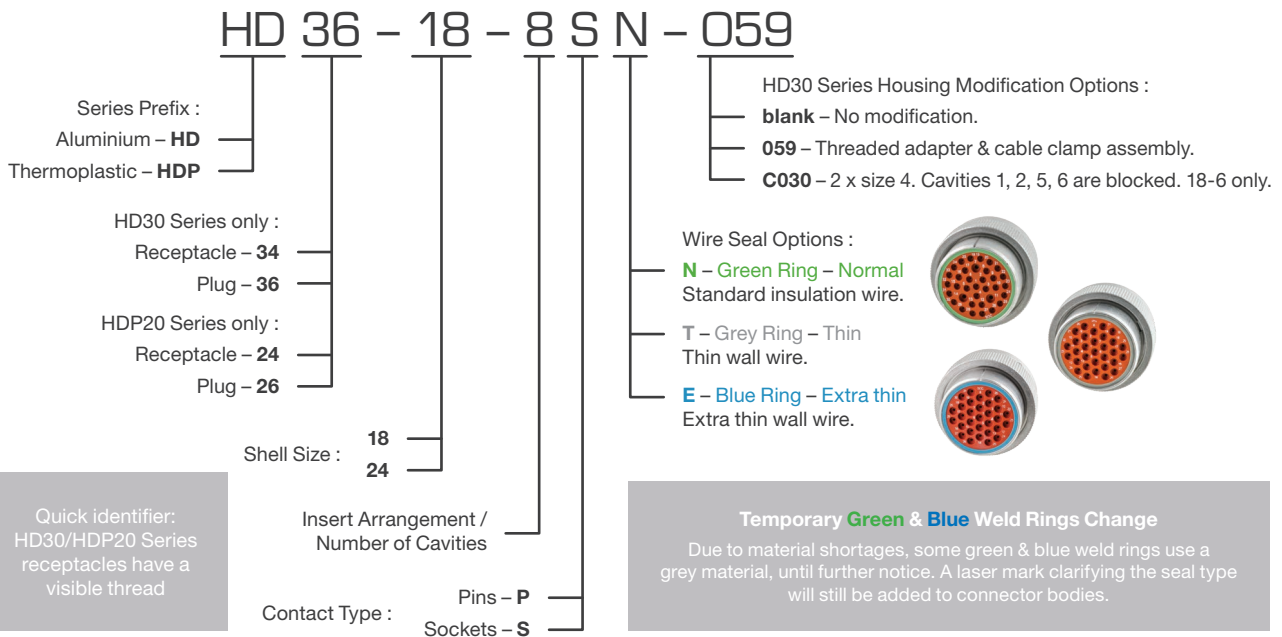 HD 36 – 18 – 8 S N – 059
Series Prefix :
Aluminium – HD
Thermoplastic – HDP
HD30 Series only :
Receptacle – 34
Plug – 36
HDP20 Series only :
Receptacle – 24
Plug – 26
Shell Size :
18
24
Insert Arrangement /
Number of Cavities
Contact Type :
Pins – P
Sockets – S
HD30 Series Housing Modification Options :
blank – No modification.
059 – Threaded adapter & cable clamp assembly.
C030 – 2 x size 4. Cavities 1, 2, 5, 6 are blocked. 18-6 only.
Wire Seal Options :
N – Green Ring – Normal
Standard insulation wire.
T – Grey Ring – Thin
Thin wall wire.
E – Blue Ring – Extra thin
Extra thin wall wire.
Quick identifier:
HD30/HDP20 Series
receptacles have a
visible thread
Temporary Green & Blue Weld Rings Change
Due to material shortages, some green & blue weld rings use a
grey material, until further notice. A laser mark clarifying the seal type
will still be added to connector bodies.